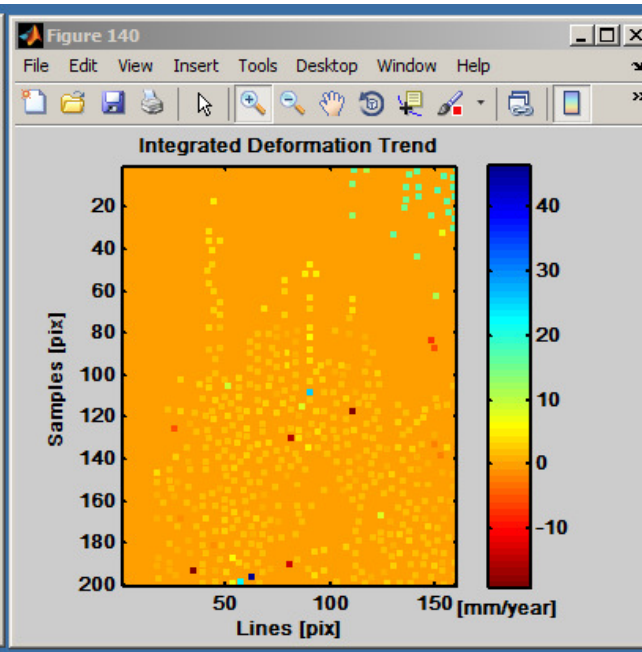 Figure 140
File Edit View Insert Tools Desktop Window Help
Integrated Deformation Trend
20
40
60
80
100
120
140
160
180
200
Samples [pix]
50 100 150
Lines [pix]
40
30
20
10
0
-10
[mm/year]